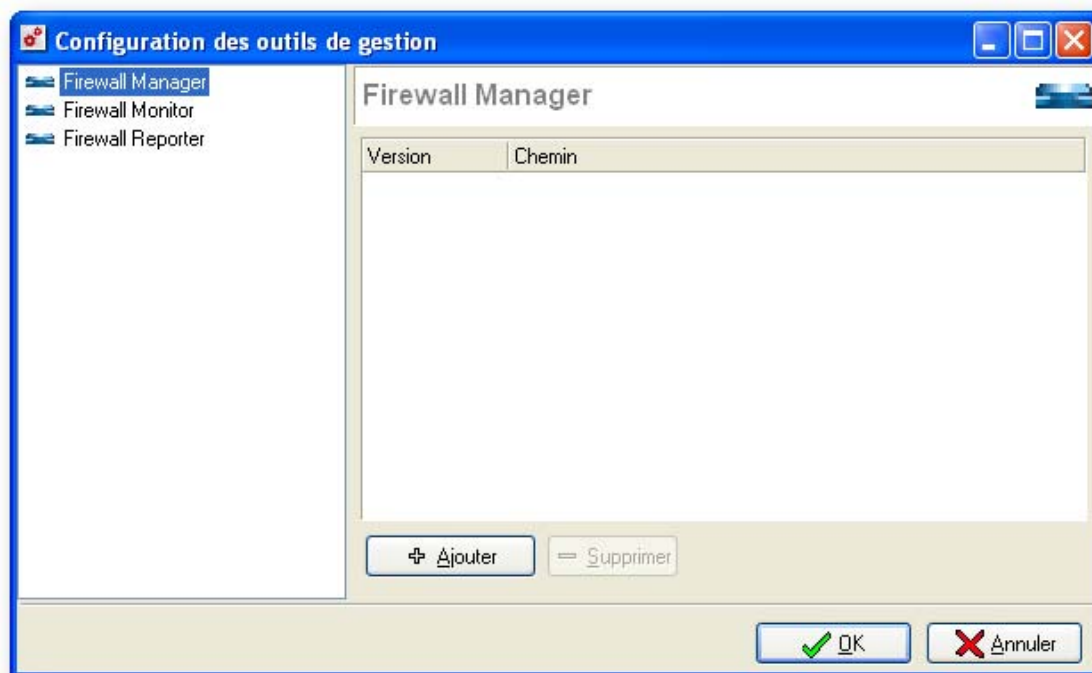 Configuration des outils de gestion
Firewall Manager
Firewall Monitor
Firewall Reporter
Firewall Manager
Version Chemin
Ajouter Supprimer
OK Annuler